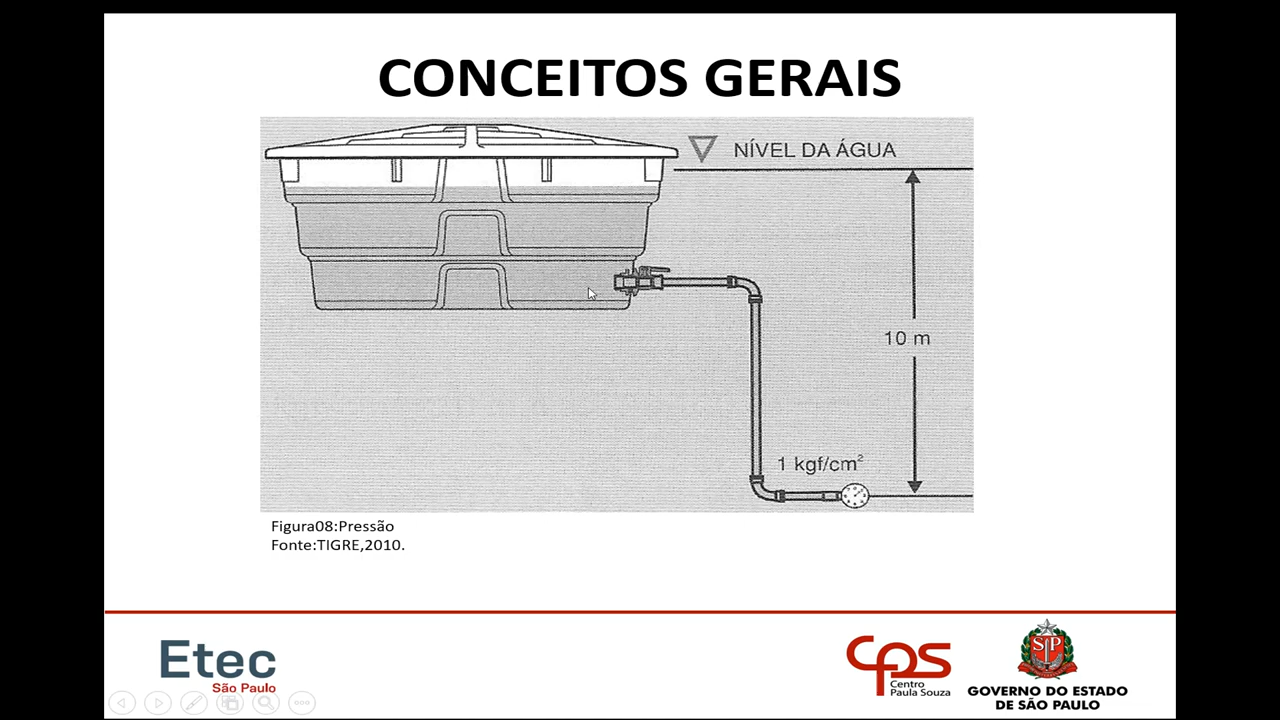 CONCEITOS GERAIS
NÍVEL DA ÁGUA
10 m
1 kgf/cm²
Figura08:Pressão
Fonte:TIGRE,2010.
Etec
São Paulo
CPS
Centro
Paula Souza
SP
GOVERNO DO ESTADO
DE SÃO PAULO